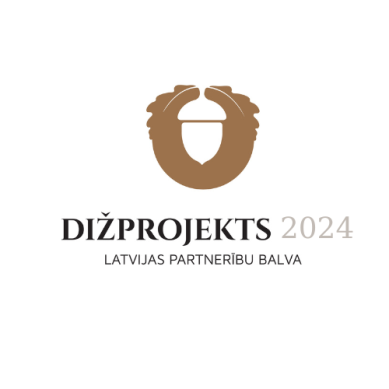 DIŽPROJEKTS 2024
LATVIJAS PARTNERĪBU BALVA